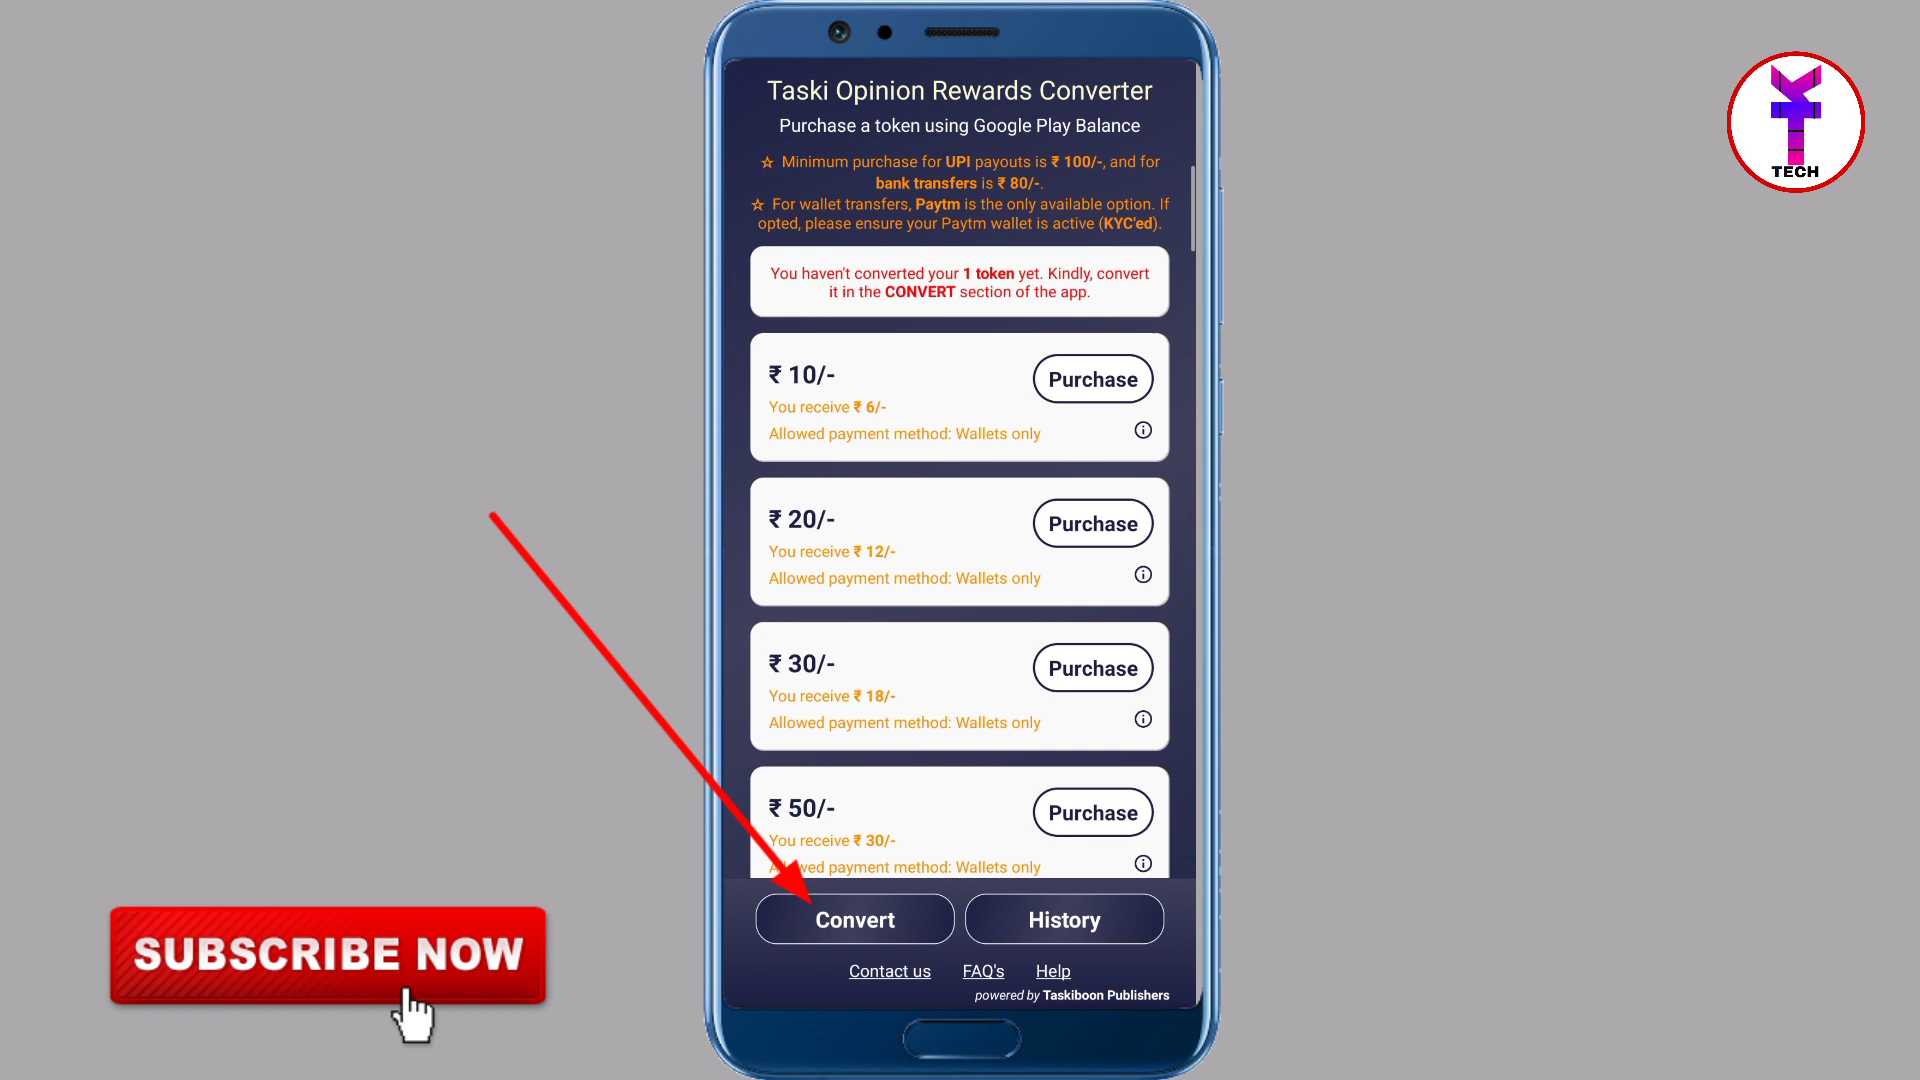 Taski Opinion Rewards Converter
Purchase a token using Google Play Balance
☆ Minimum purchase for UPI payouts is ₹ 100/-, and for
bank transfers is ₹ 80/-.
☆ For wallet transfers, Paytm is the only available option. If
opted, please ensure your Paytm wallet is active (KYC'ed).
You haven't converted your 1 token yet. Kindly, convert
it in the CONVERT section of the app.
₹ 10/-
Purchase
You receive ₹ 6/-
Allowed payment method: Wallets only
₹ 20/-
Purchase
You receive ₹ 12/-
Allowed payment method: Wallets only
₹ 30/-
Purchase
You receive ₹ 18/-
Allowed payment method: Wallets only
₹ 50/-
Purchase
You receive ₹ 30/-
Allowed payment method: Wallets only
Convert
History
Contact us FAQ's Help
powered by Taskiboon Publishers
SUBSCRIBE NOW
TECH